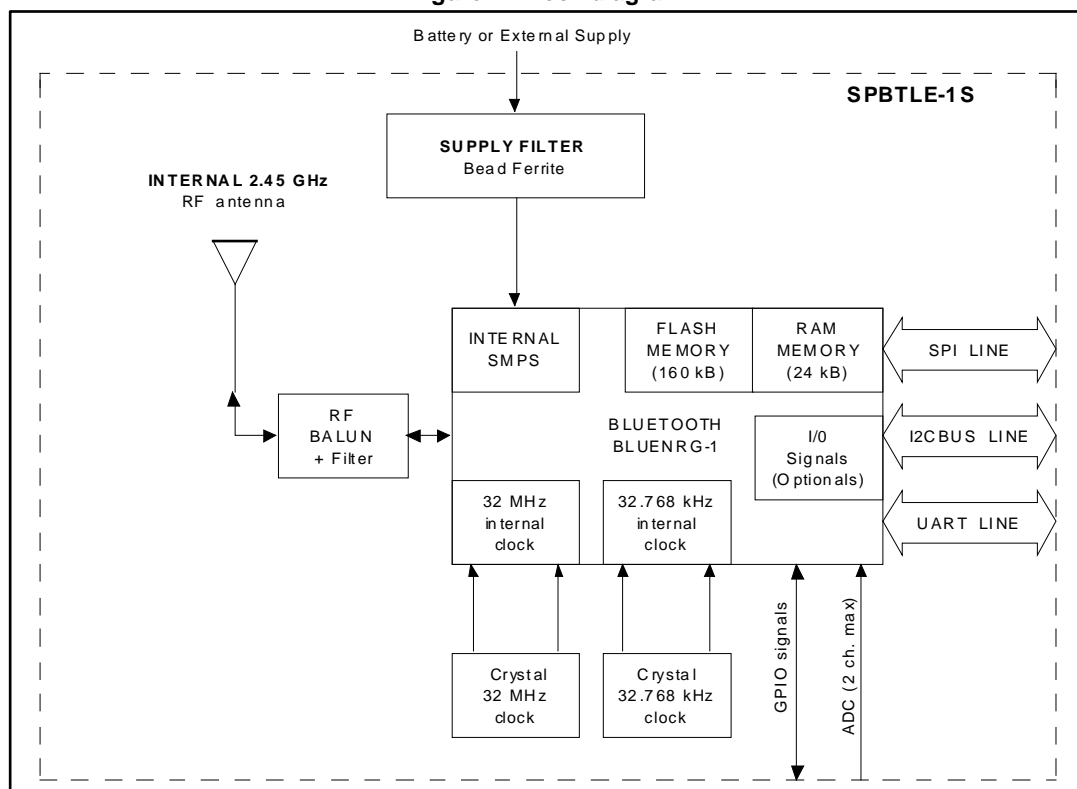 Battery or External Supply
SPBTLE-1S
SUPPLY FILTER
Bead Ferrite
INTERNAL 2.45 GHz
RF antenna
INTERNAL
SMPS
FLASH
MEMORY
(160 kB)
RAM
MEMORY
(24 kB)
SPI LINE
RF
BALUN
+ Filter
BLUETOOTH
BLUENRG-1
I/0
Signals
(Optionals)
I2CBUS LINE
32 MHz
internal
clock
32.768 kHz
internal
clock
UART LINE
Crystal
32 MHz
clock
Crystal
32.768 kHz
clock
GPIO signals
ADC (2 ch. max)